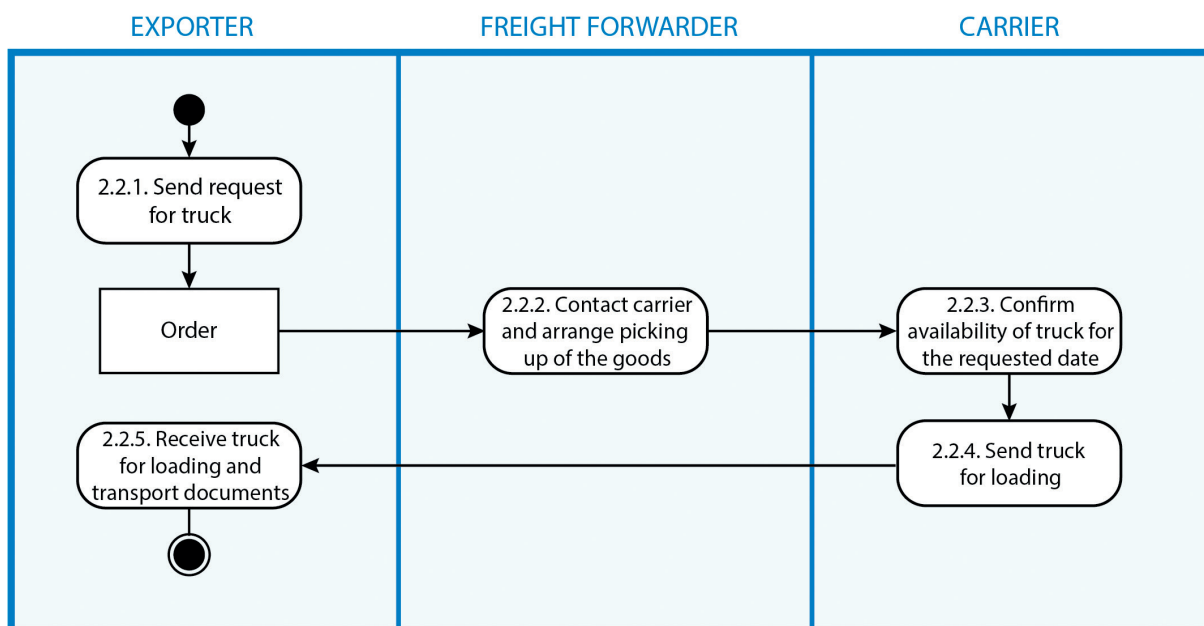 EXPORTER
FREIGHT FORWARDER
CARRIER
2.2.1. Send request
for truck
Order
2.2.2. Contact carrier
and arrange picking
up of the goods
2.2.3. Confirm
availability of truck for
the requested date
2.2.4. Send truck
for loading
2.2.5. Receive truck
for loading and
transport documents